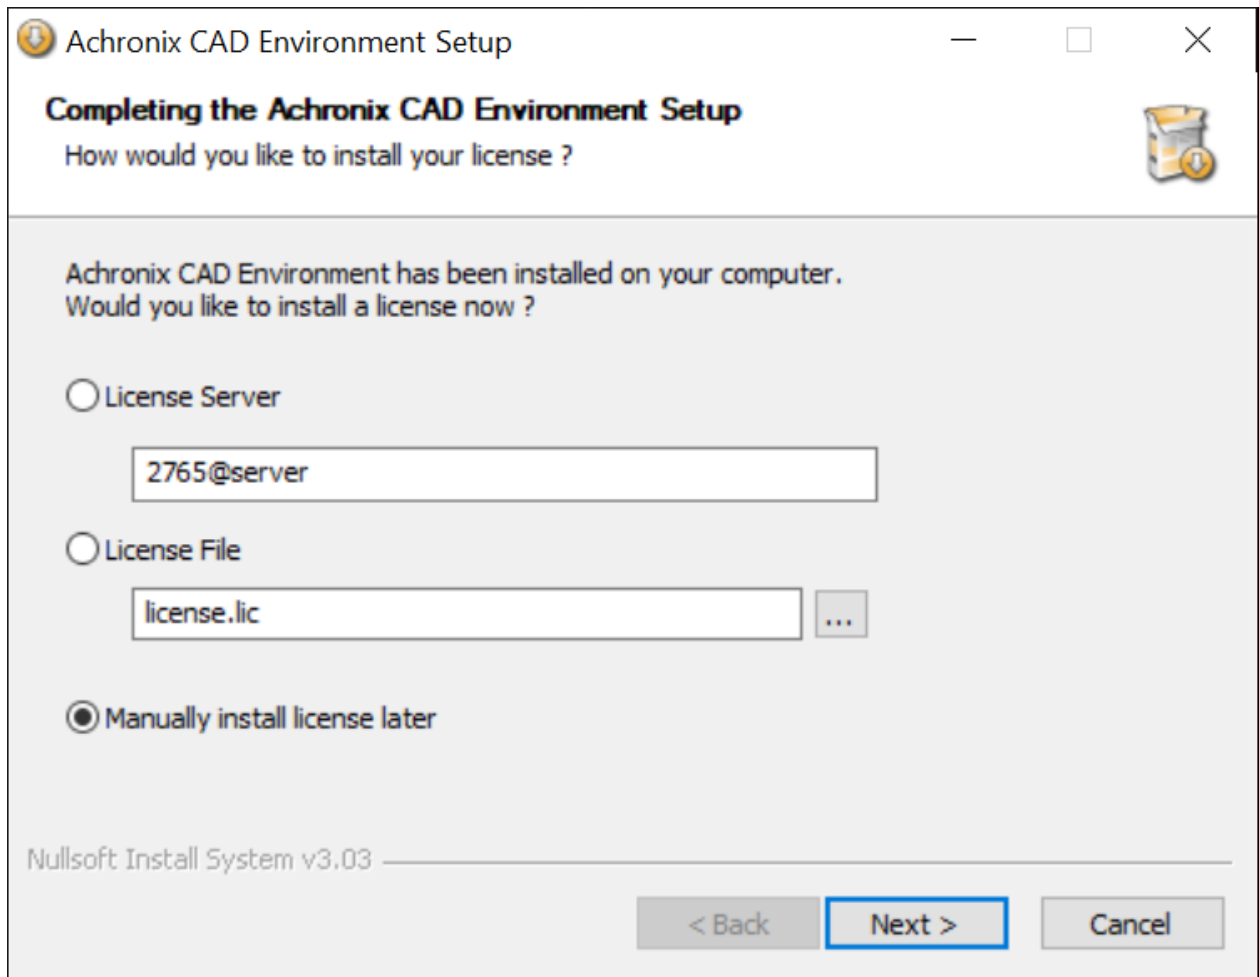 Achronix CAD Environment Setup
Completing the Achronix CAD Environment Setup
How would you like to install your license ?
Achronix CAD Environment has been installed on your computer.
Would you like to install a license now ?
License Server
2765@server
License File
license.lic
...
Manually install license later
Nullsoft Install System v3.03
< Back
Next >
Cancel